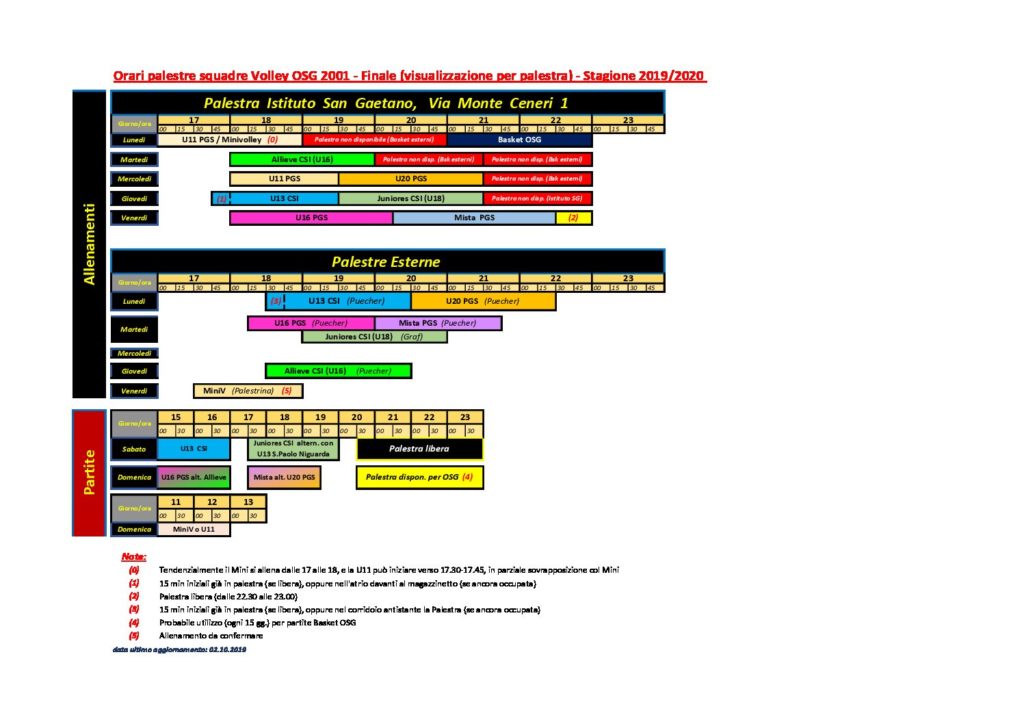 Orari palestre squadre Volley OSG 2001 - Finale (visualizzazione per palestra) - Stagione 2019/2020
Allenamenti
Palestra Istituto San Gaetano, Via Monte Ceneri 1
Giorno/ora 17 18 19 20 21 22 23
00 15 30 45 00 15 30 45 00 15 30 45 00 15 30 45 00 15 30 45 00 15 30 45 00 15 30 45
Lunedì U11 PGS / Minivolley (0) Palestra non disponibile (Basket esterni) Basket OSG
Martedì Allieve CSI (U16) Palestra non disp. (Bsk esterni) Palestra non disp. (Bsk esterni)
Mercoledì U11 PGS U20 PGS Palestra non disp. (Bsk esterni)
Giovedì (1) U13 CSI Juniores CSI (U18) Palestra non disp. (Istituto SG)
Venerdì U16 PGS Mista PGS (2)
Palestre Esterne
Giorno/ora 17 18 19 20 21 22 23
00 15 30 45 00 15 30 45 00 15 30 45 00 15 30 45 00 15 30 45 00 15 30 45 00 15 30 45
Lunedì (3) U13 CSI (Puecher) U20 PGS (Puecher)
Martedì U16 PGS (Puecher) Mista PGS (Puecher)
Juniores CSI (U18) (Graf)
Mercoledì
Giovedì Allieve CSI (U16) (Puecher)
Venerdì MiniV (Palestrina) (5)
Partite
Giorno/ora 15 16 17 18 19 20 21 22 23
00 30 00 30 00 30 00 30 00 30 00 30 00 30 00 30 00 30
Sabato U13 CSI Juniores CSI altern. con Palestra libera
U13 S.Paolo Niguarda
Domenica U16 PGS alt. Allieve Mista alt. U20 PGS Palestra dispon. per OSG (4)
Giorno/ora 11 12 13
00 30 00 30 00 30
Domenica MiniV o U11
Note:
(0) Tendenzialmente il Mini si allena dalle 17 alle 18, e la U11 può iniziare verso 17.30-17.45, in parziale sovrapposizione col Mini
(1) 15 min iniziali già in palestra (se libera), oppure nell'atrio davanti al magazzinetto (se ancora occupata)
(2) Palestra libera (dalle 22.30 alle 23.00)
(3) 15 min iniziali già in palestra (se libera), oppure nel corridoio antistante la Palestra (se ancora occupata)
(4) Probabile utilizzo (ogni 15 gg.) per partite Basket OSG
(5) Allenamento da confermare
data ultimo aggiornamento: 02.10.2019